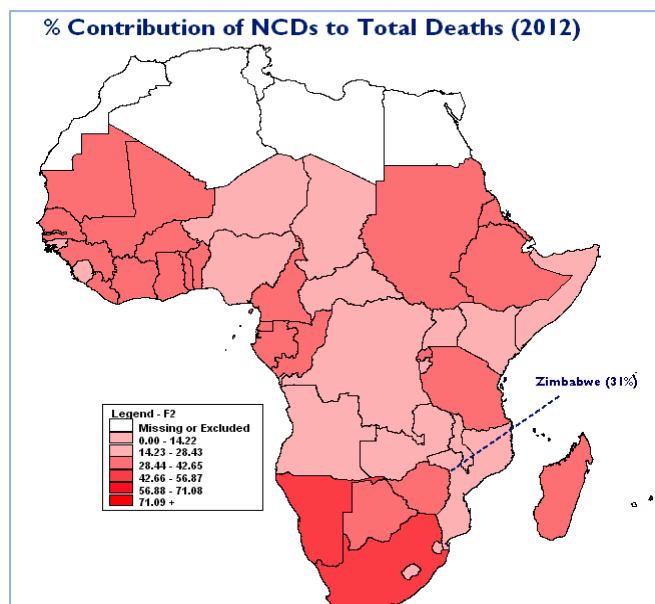 % Contribution of NCDs to Total Deaths (2012)
Zimbabwe (31%)
Legend - F2
Missing or Excluded
0.00 - 14.22
14.23 - 28.43
28.44 - 42.65
42.66 - 56.87
56.88 - 71.08
71.09 +